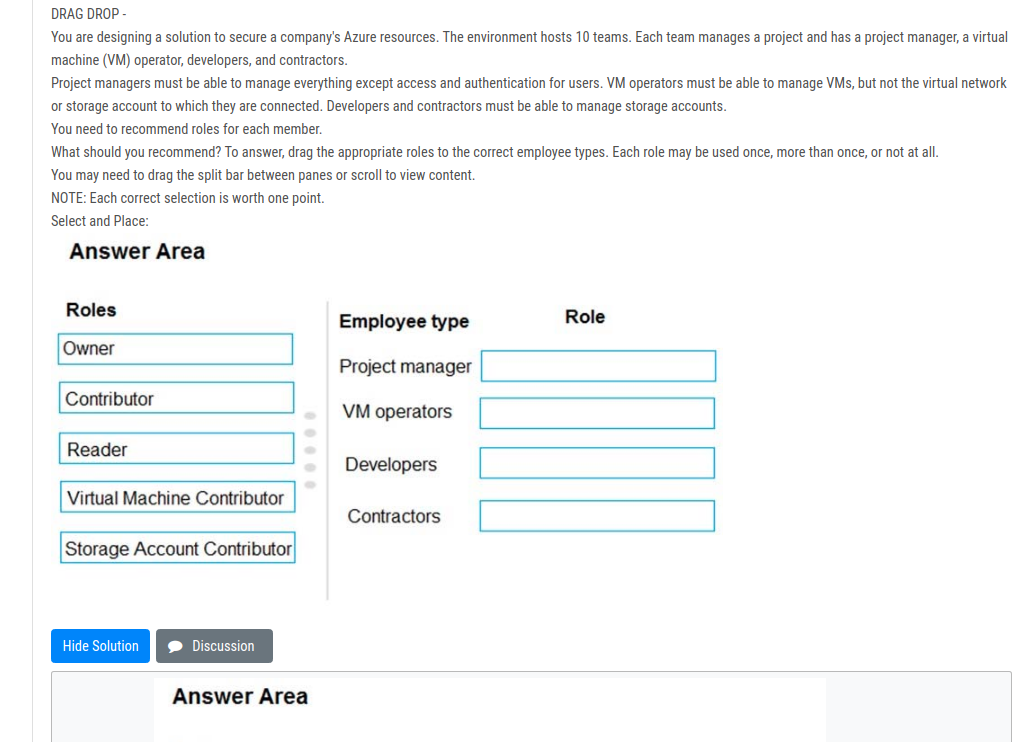 DRAG DROP -
You are designing a solution to secure a company's Azure resources. The environment hosts 10 teams. Each team manages a project and has a project manager, a virtual
machine (VM) operator, developers, and contractors.
Project managers must be able to manage everything except access and authentication for users. VM operators must be able to manage VMs, but not the virtual network
or storage account to which they are connected. Developers and contractors must be able to manage storage accounts.
You need to recommend roles for each member.
What should you recommend? To answer, drag the appropriate roles to the correct employee types. Each role may be used once, more than once, or not at all.
You may need to drag the split bar between panes or scroll to view content.
NOTE: Each correct selection is worth one point.
Select and Place:
Answer Area
Roles
Owner
Contributor
Reader
Virtual Machine Contributor
Storage Account Contributor
Employee type
Role
Project manager
VM operators
Developers
Contractors
Hide Solution
Discussion
Answer Area